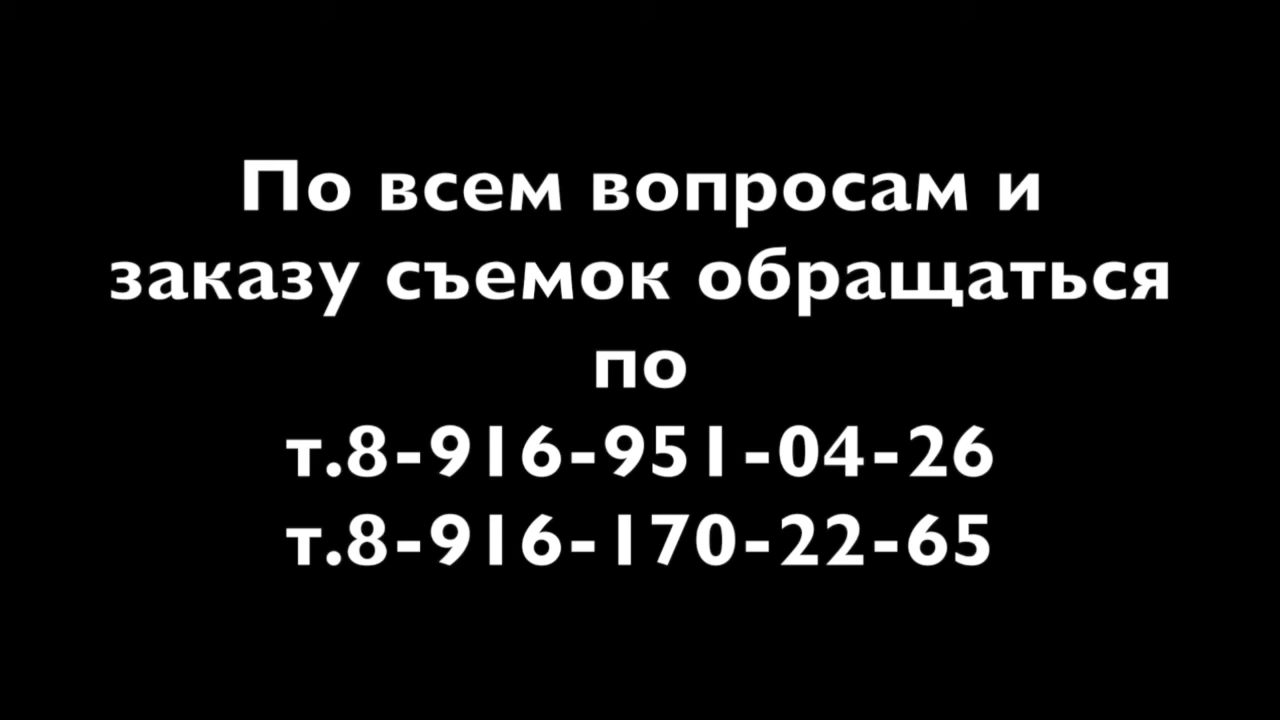 По всем вопросам и
заказу съемок обращаться
по
т.8-916-951-04-26
т.8-916-170-22-65